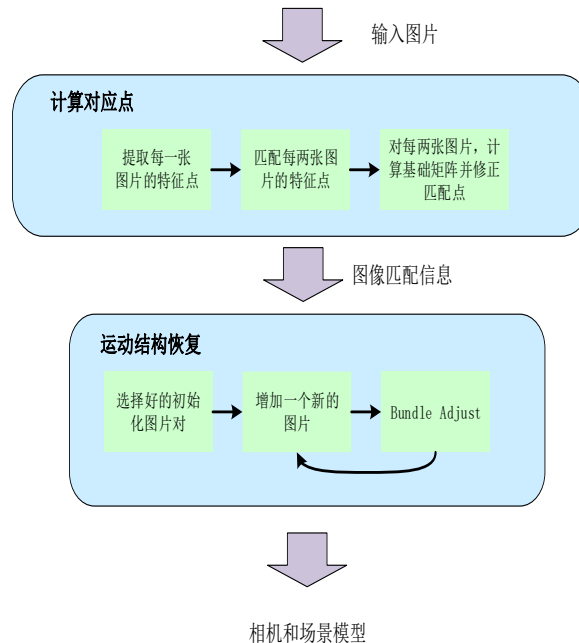 输入图片
计算对应点
提取每一张
图片的特征点
匹配每两张图
片的特征点
对每两张图片，计
算基础矩阵并修正
匹配点
图像匹配信息
运动结构恢复
选择好的初始
化图片对
增加一个新的
图片
Bundle Adjust
相机和场景模型